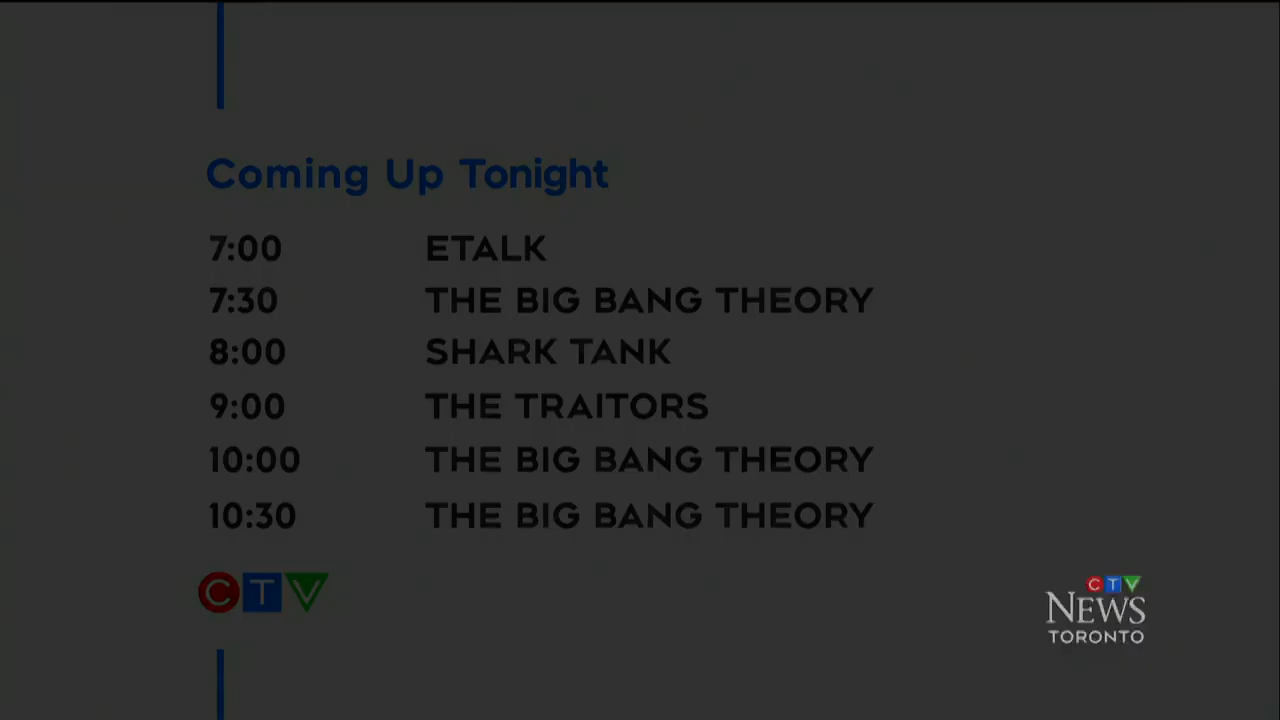 Coming Up Tonight
7:00 ETALK
7:30 THE BIG BANG THEORY
8:00 SHARK TANK
9:00 THE TRAITORS
10:00 THE BIG BANG THEORY
10:30 THE BIG BANG THEORY
CTV
CTV
NEWS
TORONTO